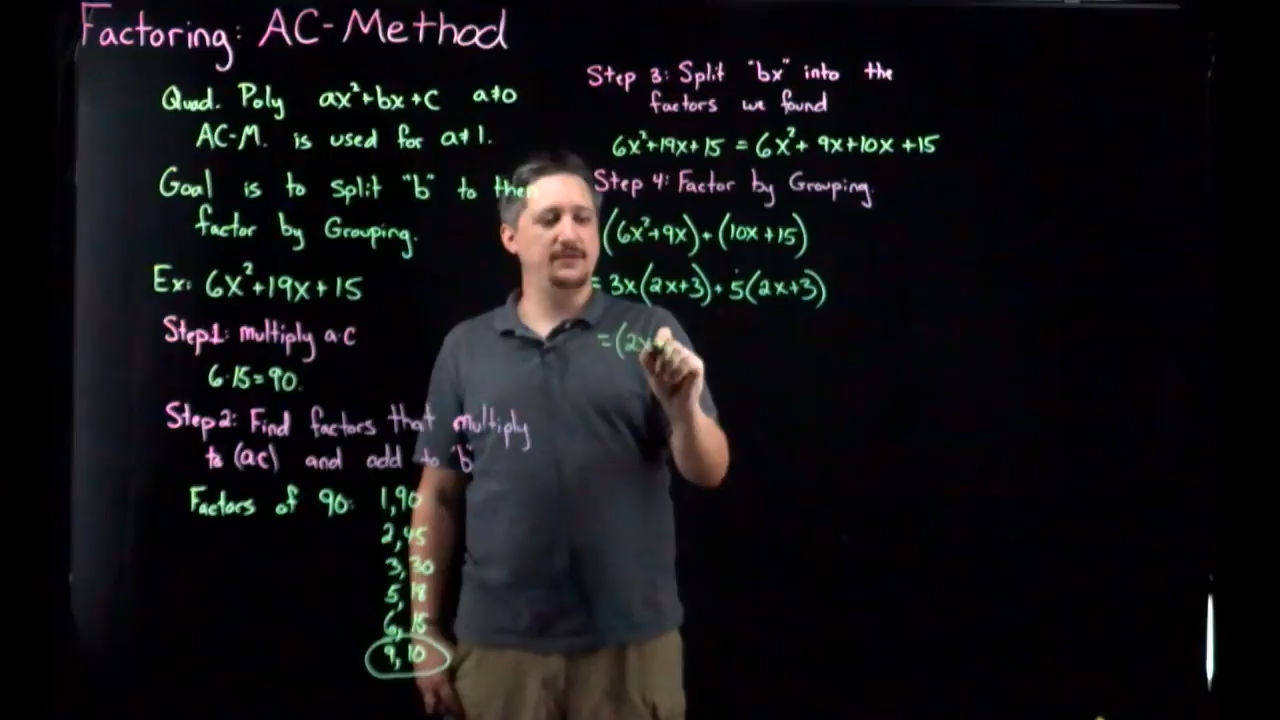 Factoring: AC-Method
Quad. Poly ax²+bx+c a≠0
AC-M. is used for a≠1.
Goal is to split "b" to then
factor by Grouping.
Ex: 6x²+19x+15
Step1: multiply a·c
6·15=90.
Step2: Find factors that multiply
to (ac) and add to "b"
Factors of 90: 1,90
2,45
3,30
5,18
6,15
9,10
Step 3: Split "bx" into the
factors we found
6x²+19x+15 = 6x²+ 9x+10x +15
Step 4: Factor by Grouping.
(6x²+9x)+(10x+15)
= 3x(2x+3)+ 5(2x+3)
=(2x+